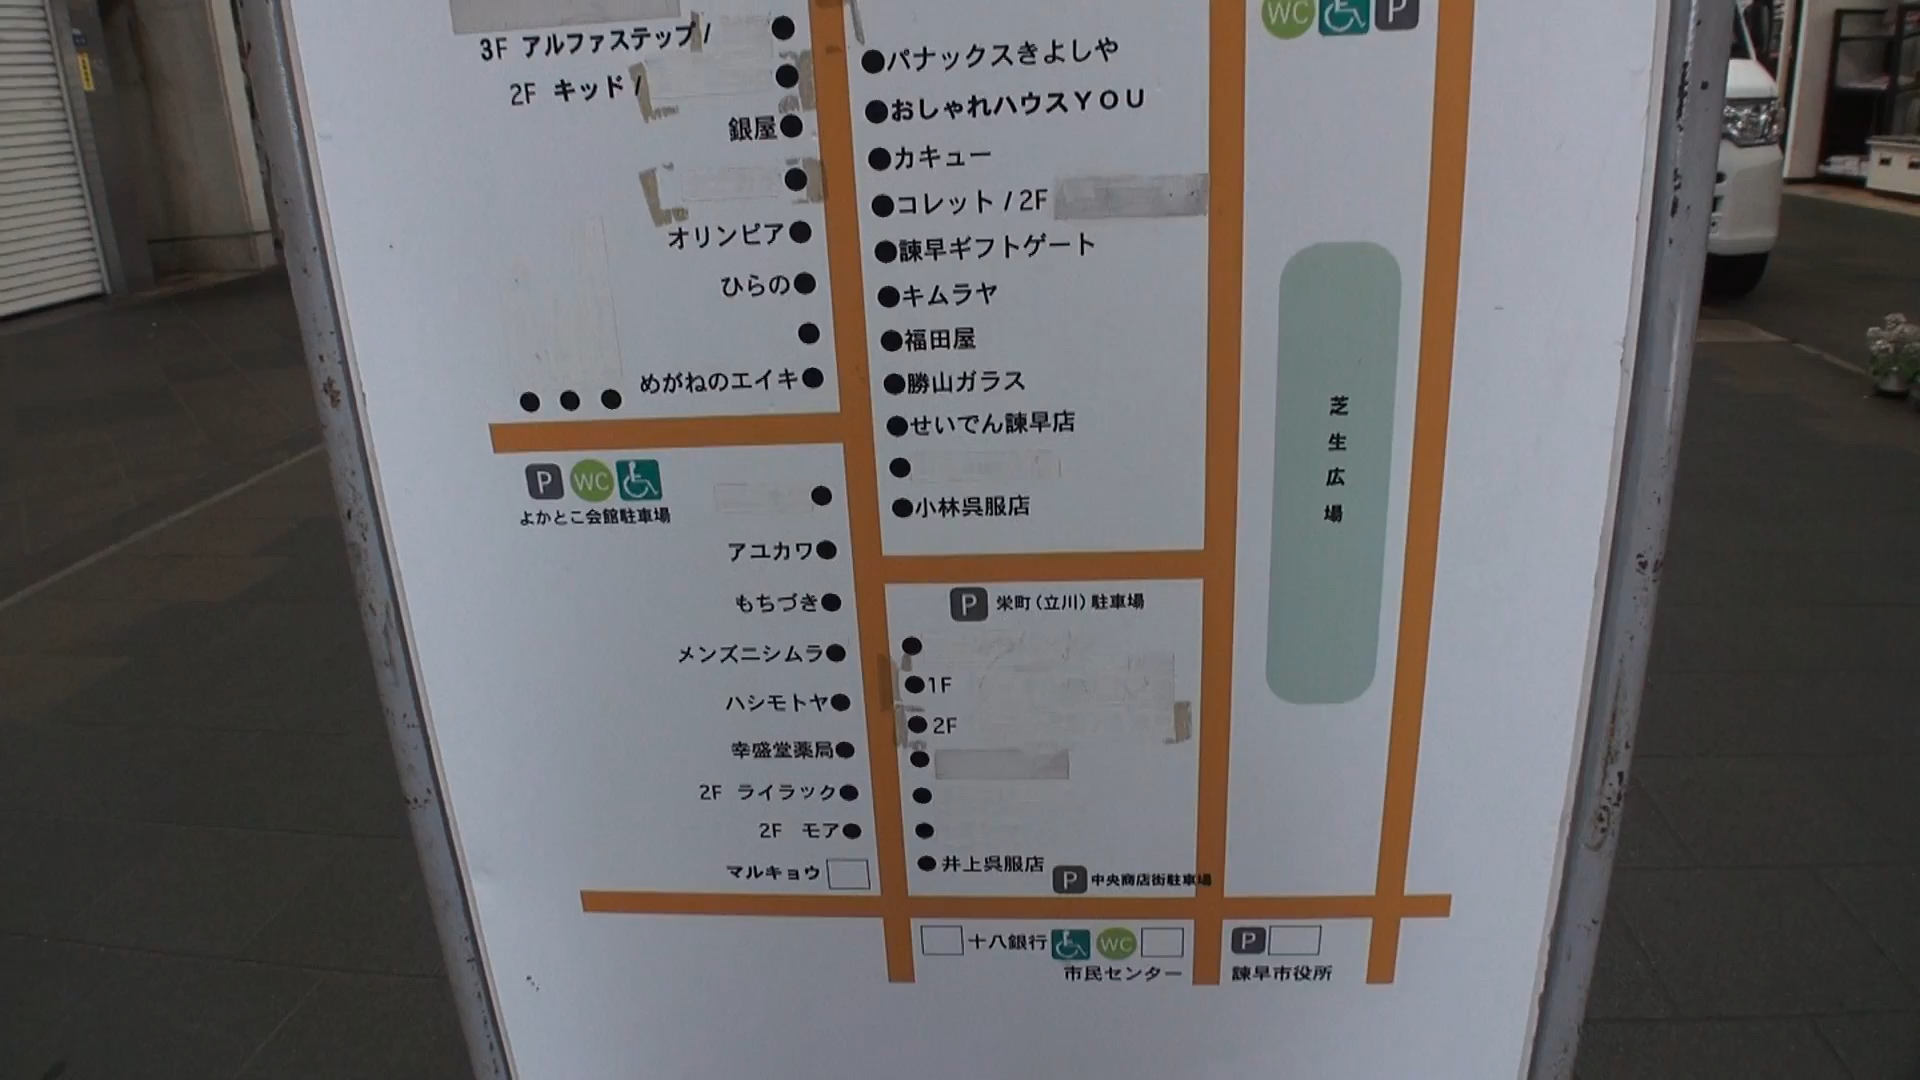 3F アルファステップ /
2F キッド /
銀屋
オリンピア
ひらの
めがねのエイキ
P WC
よかとこ会館駐車場
アユカワ
もちづき
メンズニシムラ
ハシモトヤ
幸盛堂薬局
2F ライラック
2F モア
マルキョウ
パナックスきよしや
おしゃれハウスYOU
カキュー
コレット / 2F
諫早ギフトゲート
キムラヤ
福田屋
勝山ガラス
せいでん諫早店
小林呉服店
P 栄町(立川)駐車場
1F
2F
井上呉服店
P 中央商店街駐車場
WC P
芝生広場
十八銀行 WC
市民センター
P
諫早市役所